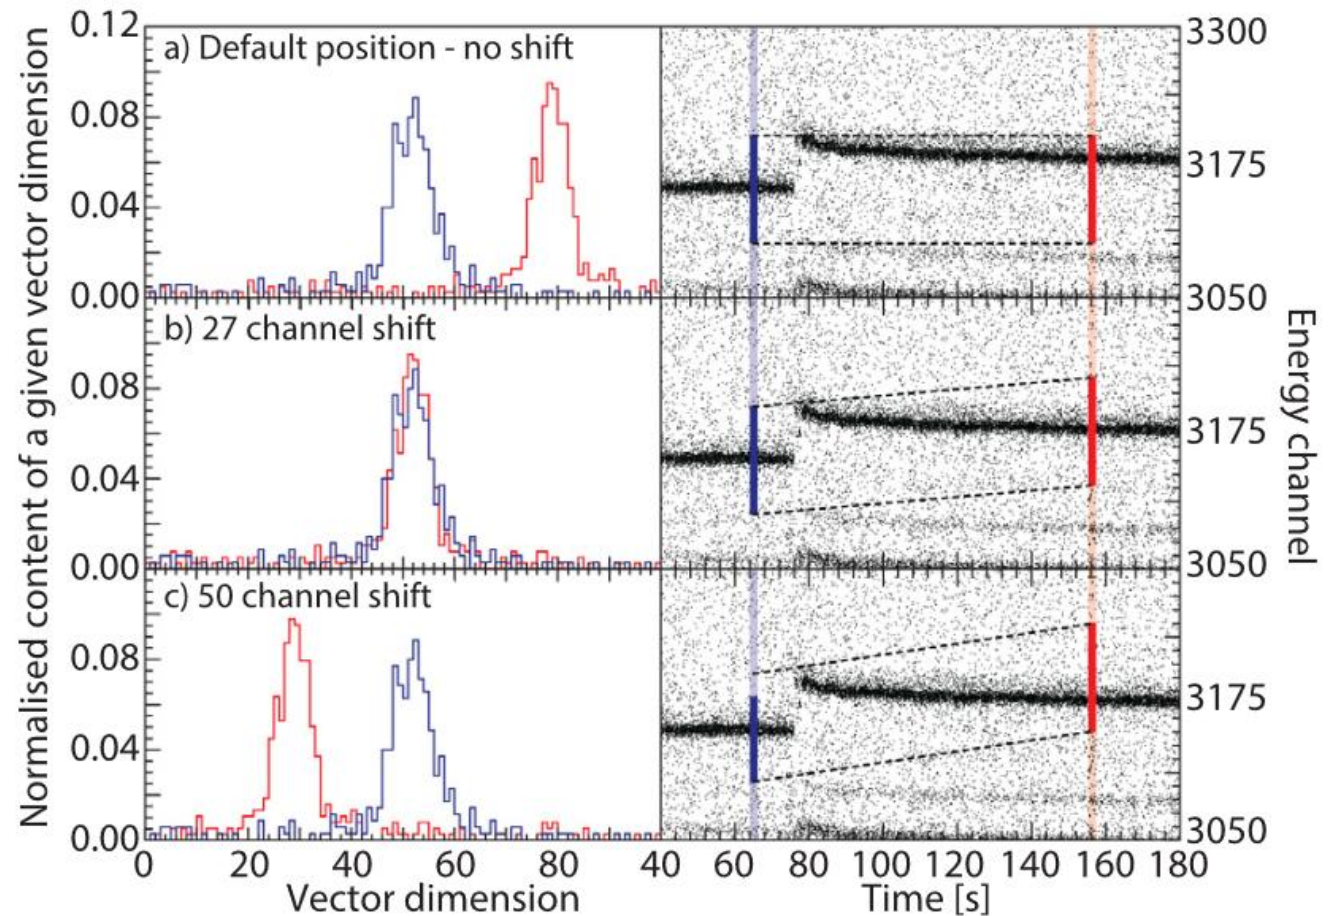 Normalised content of a given vector dimension
0.12
0.08
0.04
0.00
0.08
0.04
0.00
0.08
0.04
0.00
a) Default position - no shift
b) 27 channel shift
c) 50 channel shift
3300
3175
3050
3175
3050
3175
3050
Energy channel
0 20 40 60 80 40 60 80 100 120 140 160 180
Vector dimension
Time [s]